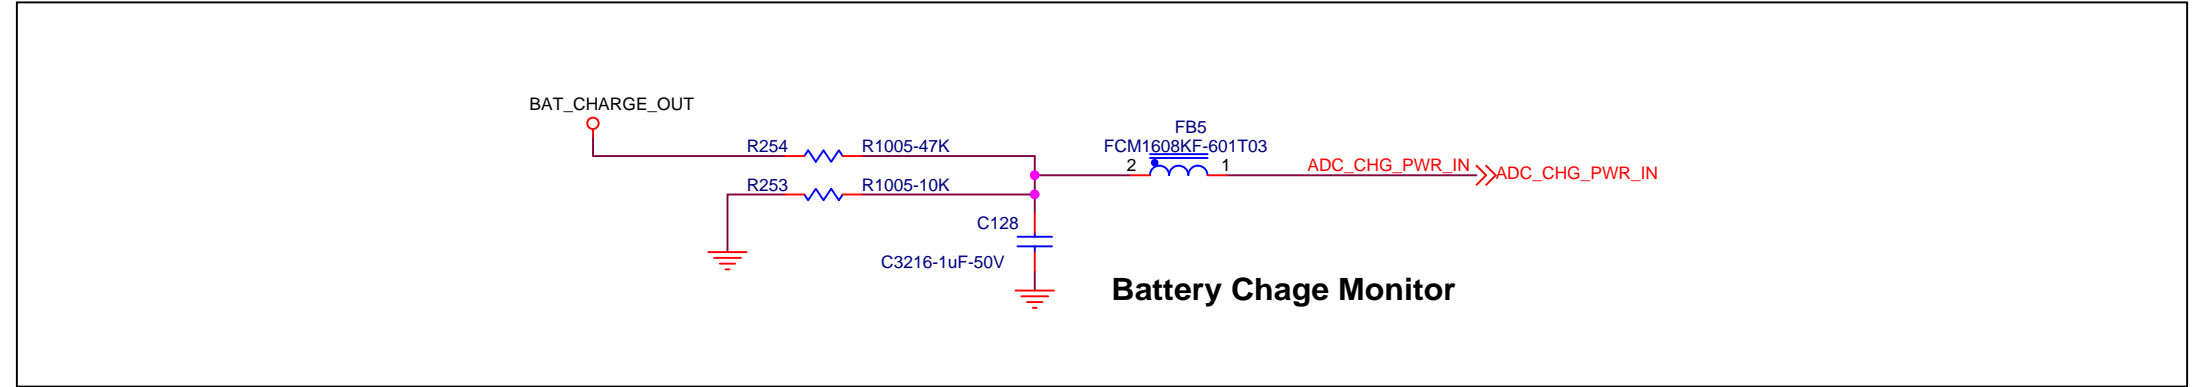 BAT_CHARGE_OUT
FB5
FCM1608KF-601T03
R254 R1005-47K
2 1 ADC_CHG_PWR_IN ADC_CHG_PWR_IN
R253 R1005-10K
C128
C3216-1uF-50V
Battery Chage Monitor